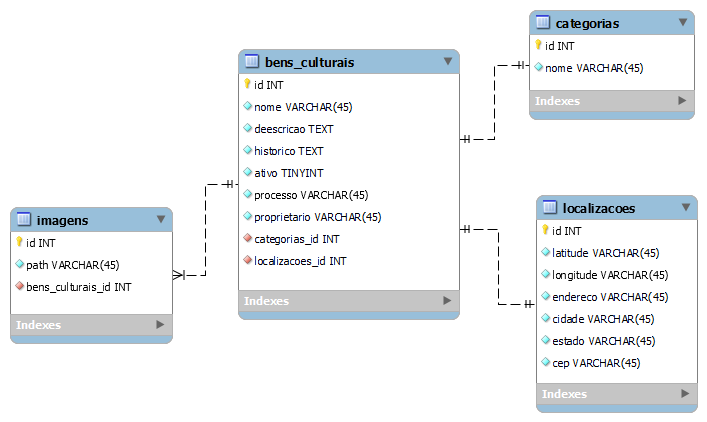 categorias
id INT
nome VARCHAR(45)
Indexes
bens_culturais
id INT
nome VARCHAR(45)
deescricao TEXT
historico TEXT
ativo TINYINT
processo VARCHAR(45)
proprietario VARCHAR(45)
categorias_id INT
localizacoes_id INT
Indexes
imagens
id INT
path VARCHAR(45)
bens_culturais_id INT
Indexes
localizacoes
id INT
latitude VARCHAR(45)
longitude VARCHAR(45)
endereco VARCHAR(45)
cidade VARCHAR(45)
estado VARCHAR(45)
cep VARCHAR(45)
Indexes